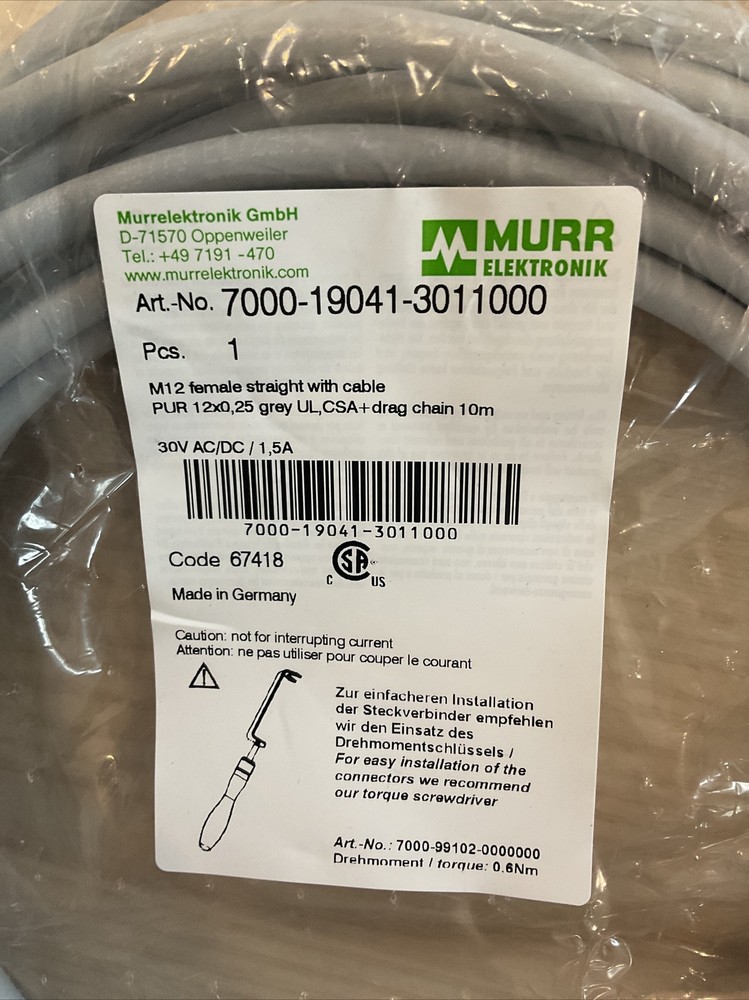 Murrelektronik GmbH
D-71570 Oppenweiler
Tel.: +49 7191 -470
www.murrelektronik.com
MURR
ELEKTRONIK
Art.-No. 7000-19041-3011000
Pcs. 1
M12 female straight with cable
PUR 12x0,25 grey UL,CSA+drag chain 10m
30V AC/DC / 1,5A
7000-19041-3011000
Code 67418
C SA US
Made in Germany
Caution: not for interrupting current
Attention: ne pas utiliser pour couper le courant
Zur einfacheren Installation
der Steckverbinder empfehlen
wir den Einsatz des
Drehmomentschlüssels /
For easy installation of the
connectors we recommend
our torque screwdriver
Art.-No.: 7000-99102-0000000
Drehmoment / torque: 0.6Nm